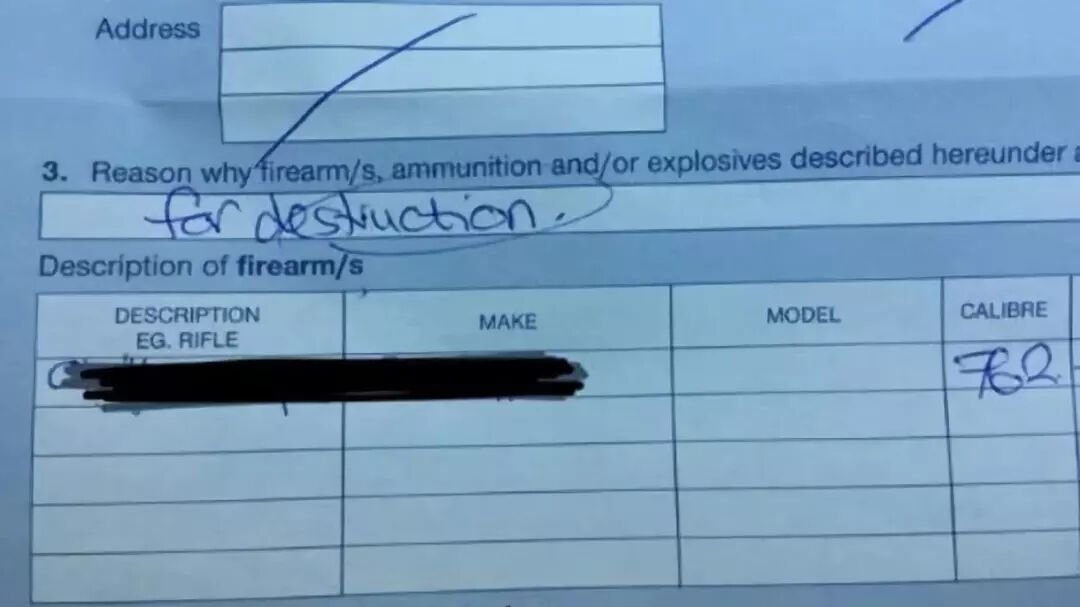 Address
3. Reason why firearm/s, ammunition and/or explosives described hereunder
for destruction.
Description of firearm/s
DESCRIPTION EG. RIFLE
MAKE
MODEL
CALIBRE
762